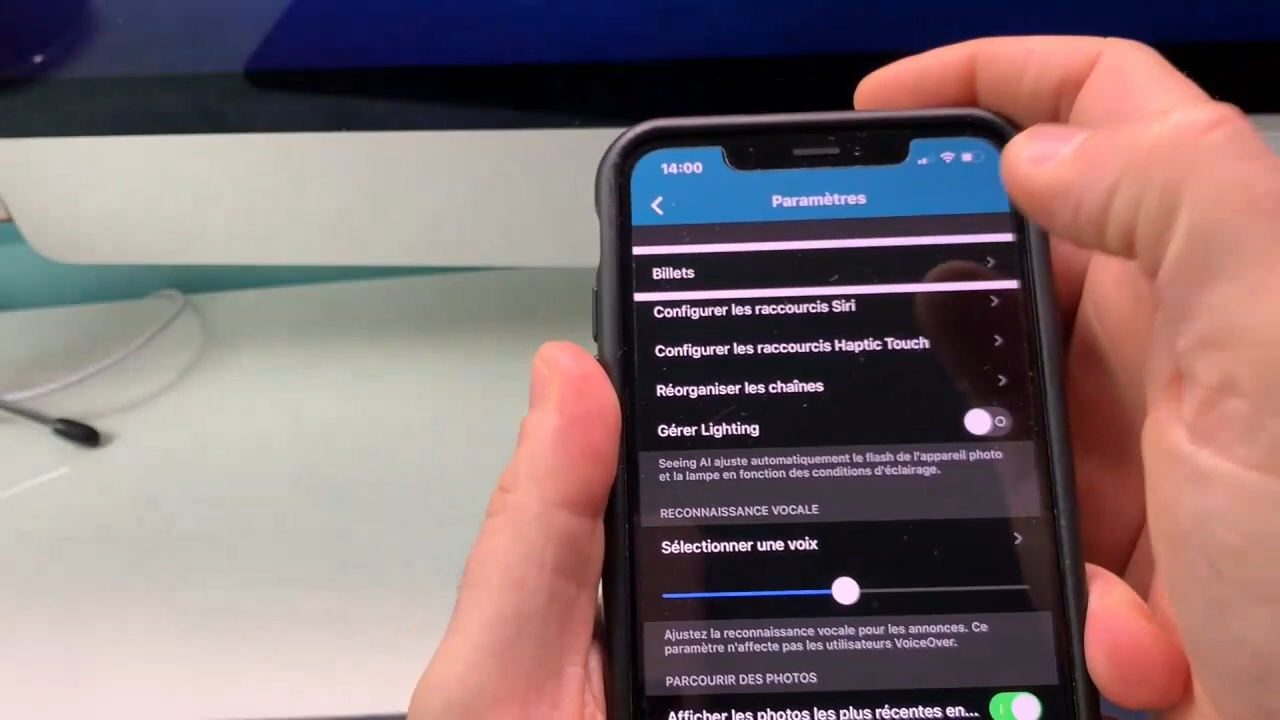 14:00
Paramètres
Billets
Configurer les raccourcis Siri
Configurer les raccourcis Haptic Touch
Réorganiser les chaînes
Gérer Lighting
Seeing AI ajuste automatiquement le flash de l'appareil photo
et la lampe en fonction des conditions d'éclairage.
RECONNAISSANCE VOCALE
Sélectionner une voix
Ajustez la reconnaissance vocale pour les annonces. Ce
paramètre n'affecte pas les utilisateurs VoiceOver.
PARCOURIR DES PHOTOS
Afficher les photos les plus récentes en...